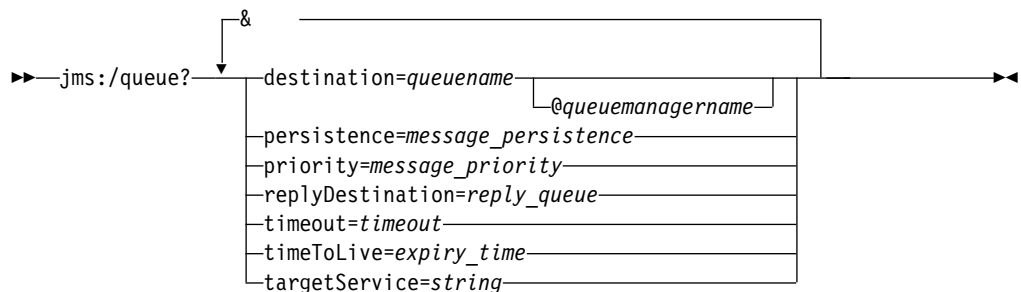 &
jms:/queue? destination=queuename
@queuemanagername
persistence=message_persistence
priority=message_priority
replyDestination=reply_queue
timeout=timeout
timeToLive=expiry_time
targetService=string